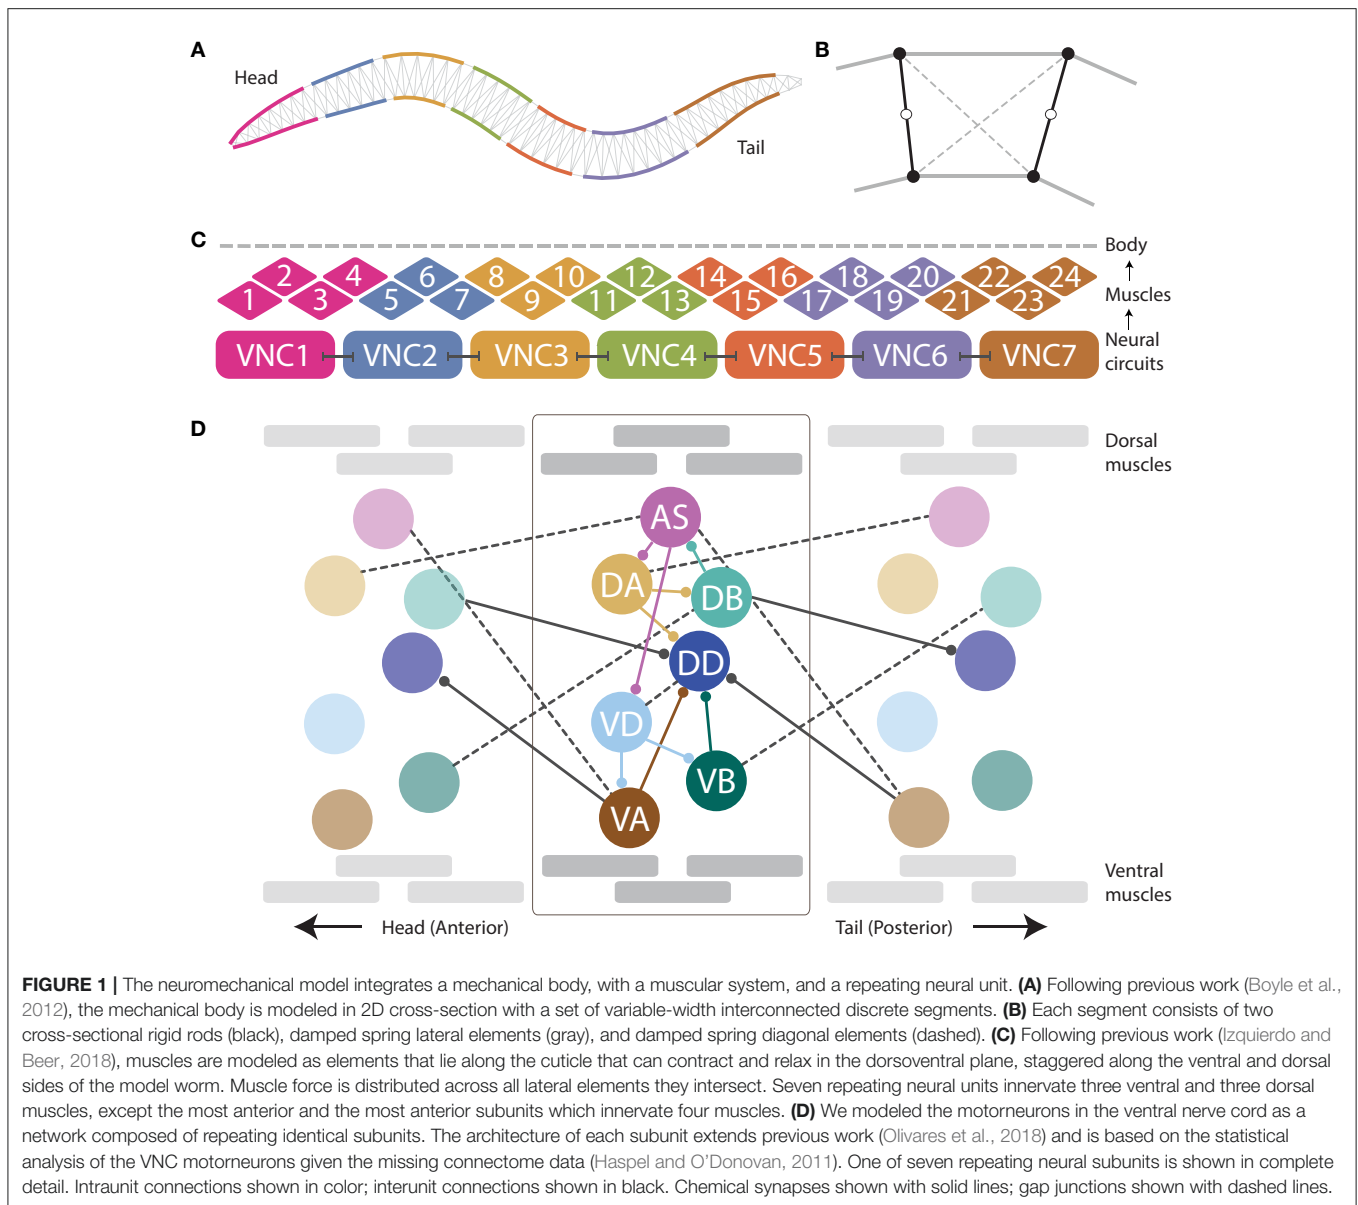 A
Head
Tail
B
C
Body
2 4 6 8 10 12 14 16 18 20 22 24
1 3 5 7 9 11 13 15 17 19 21 23
Muscles
VNC1 VNC2 VNC3 VNC4 VNC5 VNC6 VNC7
Neural
circuits
D
Dorsal
muscles
AS
DA
DB
DD
VD
VB
VA
Ventral
muscles
Head (Anterior)
Tail (Posterior)
FIGURE 1 | The neuromechanical model integrates a mechanical body, with a muscular system, and a repeating neural unit. (A) Following previous work (Boyle et al.,
2012), the mechanical body is modeled in 2D cross-section with a set of variable-width interconnected discrete segments. (B) Each segment consists of two
cross-sectional rigid rods (black), damped spring lateral elements (gray), and damped spring diagonal elements (dashed). (C) Following previous work (Izquierdo and
Beer, 2018), muscles are modeled as elements that lie along the cuticle that can contract and relax in the dorsoventral plane, staggered along the ventral and dorsal
sides of the model worm. Muscle force is distributed across all lateral elements they intersect. Seven repeating neural units innervate three ventral and three dorsal
muscles, except the most anterior and the most anterior subunits which innervate four muscles. (D) We modeled the motorneurons in the ventral nerve cord as a
network composed of repeating identical subunits. The architecture of each subunit extends previous work (Olivares et al., 2018) and is based on the statistical
analysis of the VNC motorneurons given the missing connectome data (Haspel and O'Donovan, 2011). One of seven repeating neural subunits is shown in complete
detail. Intraunit connections shown in color; interunit connections shown in black. Chemical synapses shown with solid lines; gap junctions shown with dashed lines.